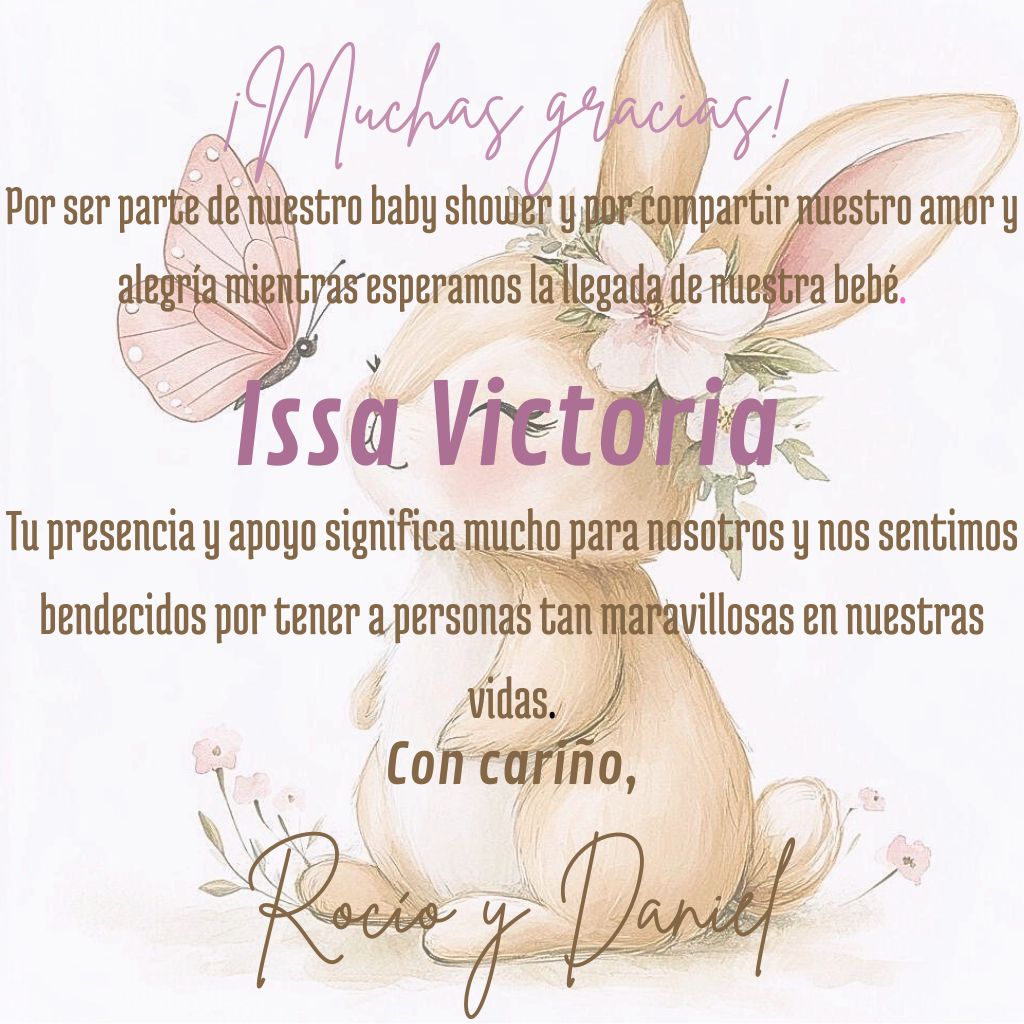 ¡Muchas gracias!
Por ser parte de nuestro baby shower y por compartir nuestro amor y
alegría mientras esperamos la llegada de nuestra bebé.
Issa Victoria
Tu presencia y apoyo significa mucho para nosotros y nos sentimos
bendecidos por tener a personas tan maravillosas en nuestras
vidas.
Con cariño,
Rocío y Daniel